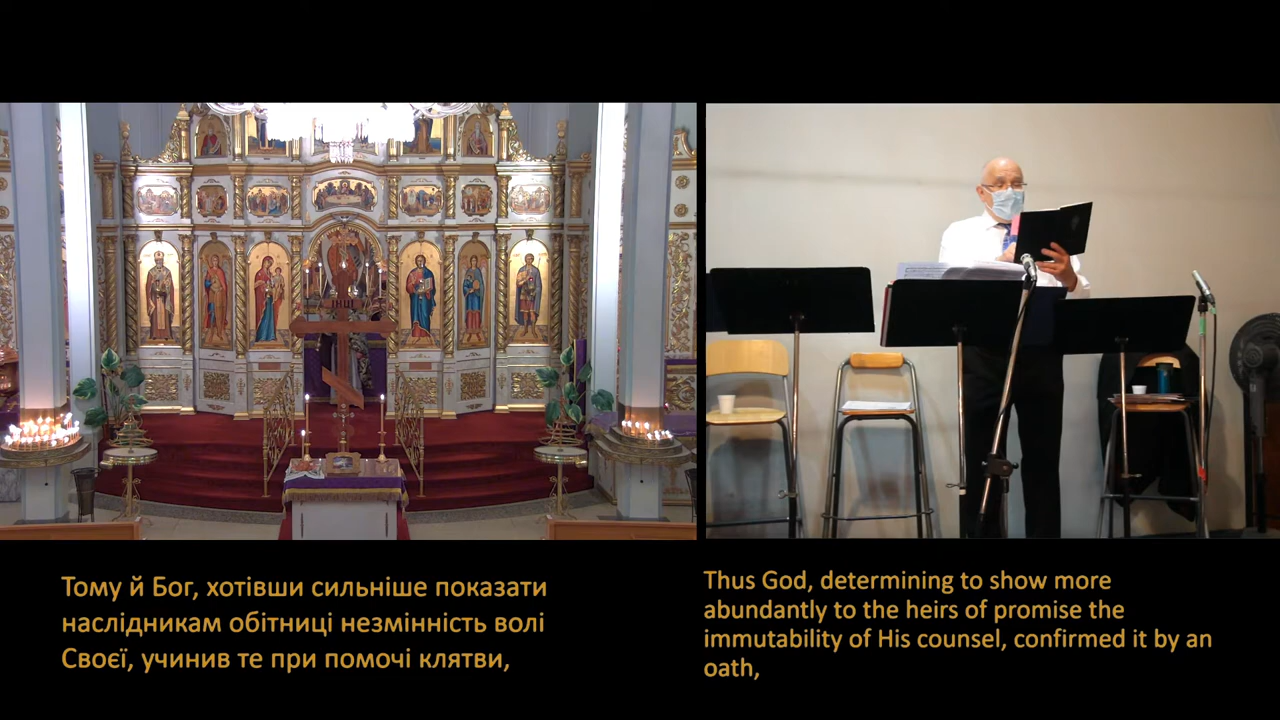 ІНЦІ
Тому й Бог, хотівши сильніше показати
наслідникам обітниці незмінність волі
Своєї, учинив те при помочі клятви,
Thus God, determining to show more
abundantly to the heirs of promise the
immutability of His counsel, confirmed it by an
oath,